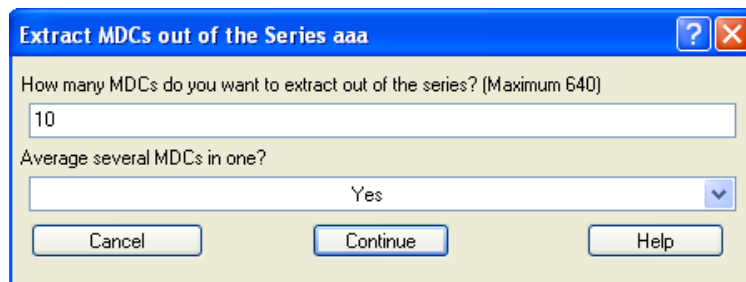 Extract MDCs out of the Series aaa
How many MDCs do you want to extract out of the series? (Maximum 640)
10
Average several MDCs in one?
Yes
Cancel Continue Help